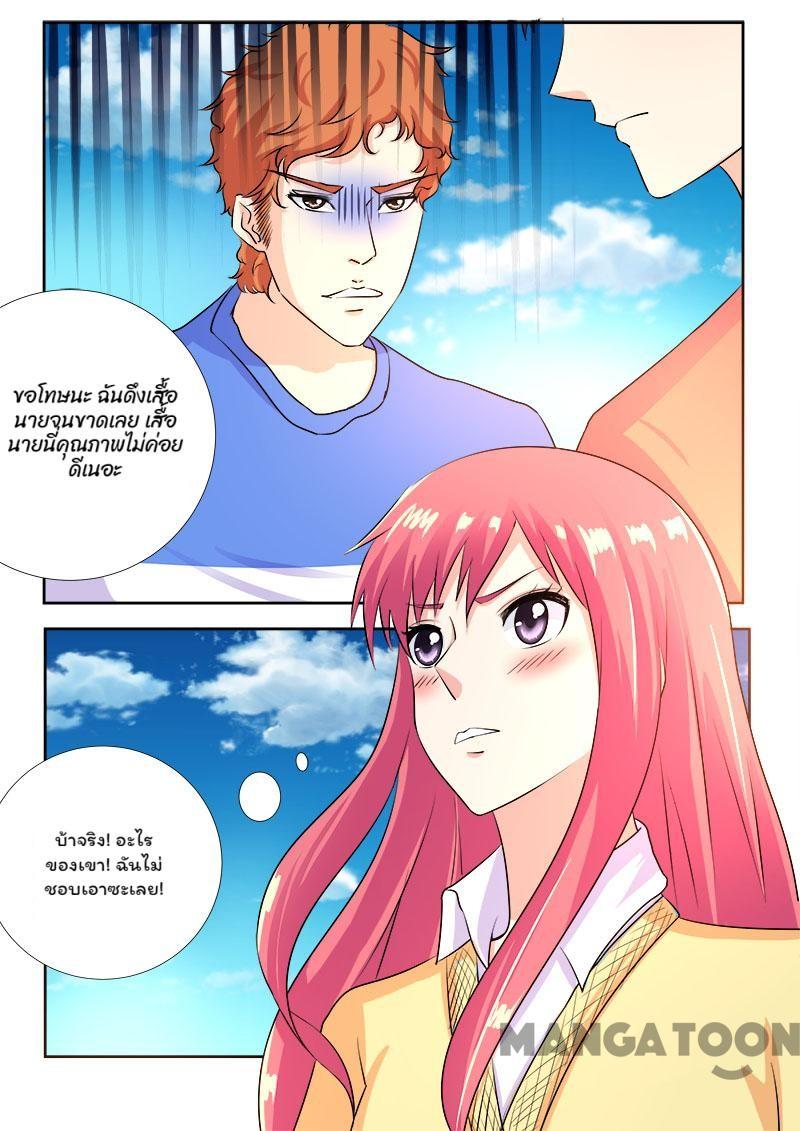 ขอโทษนะ ฉันดึงเสื้อ
นายจนขาดเลย เสื้อ
นายนี่คุณภาพไม่ค่อย
ดีเนอะ
บ้าจริง! อะไร
ของเขา! ฉันไม่
ชอบเอาซะเลย!
MANGATOON